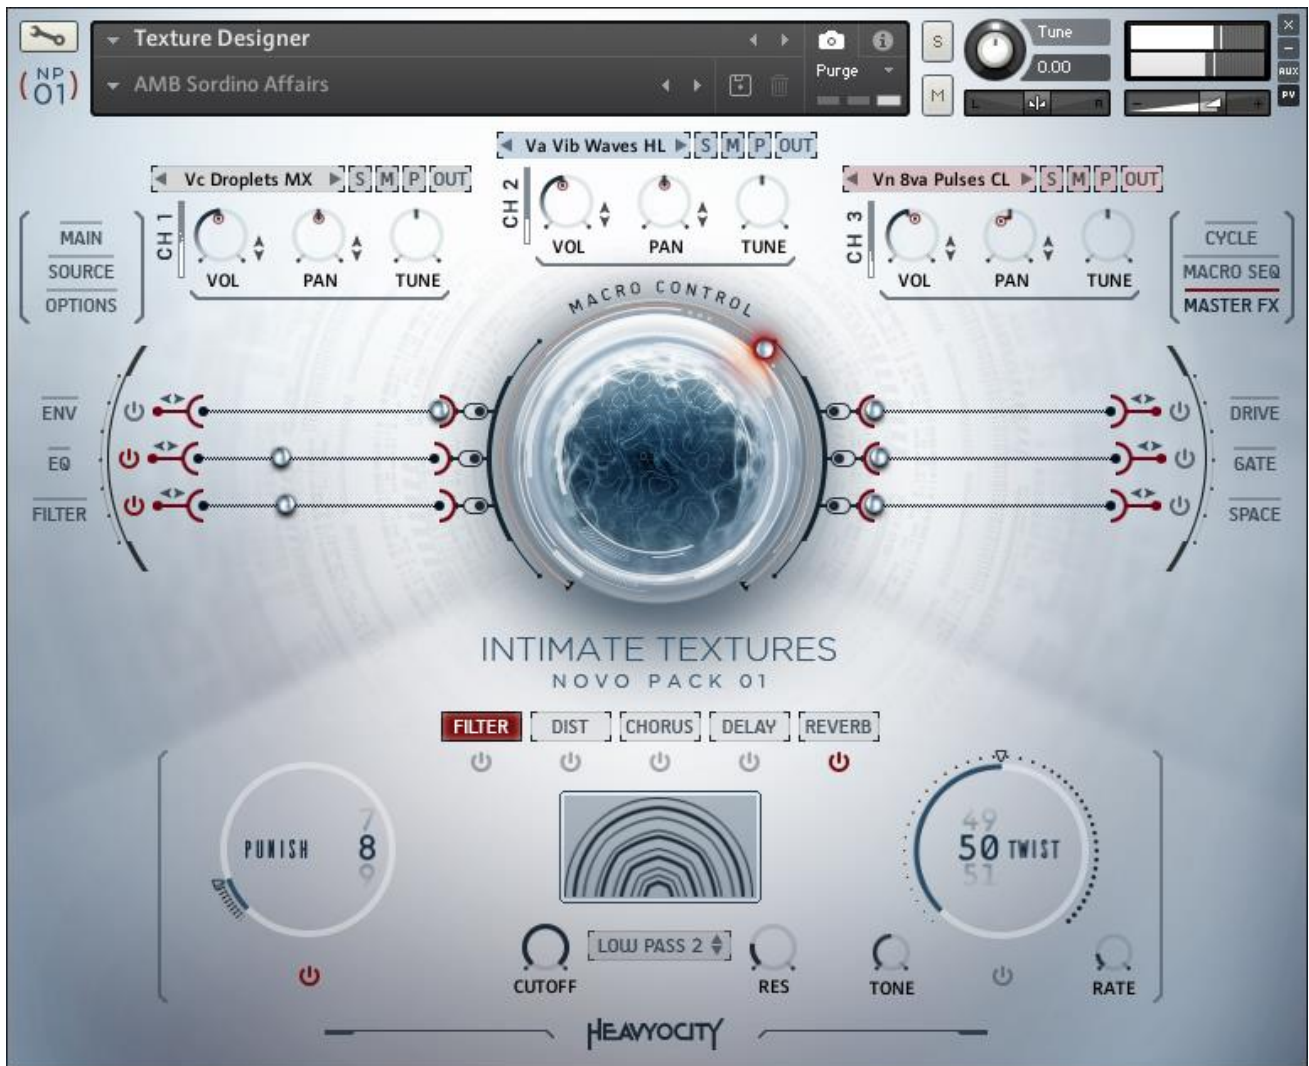 Texture Designer
NP
01
AMB Sordino Affairs
Purge
S
M
Tune
0.00
L
R
X
AUX
PV
Va Vib Waves HL S M P OUT
CH 2
VOL PAN TUNE
Vc Droplets MX S M P OUT
CH 1
VOL PAN TUNE
Vn 8va Pulses CL S M P OUT
CH 3
VOL PAN TUNE
MAIN
SOURCE
OPTIONS
CYCLE
MACRO SEQ
MASTER FX
MACRO CONTROL
ENV
EQ
FILTER
DRIVE
GATE
SPACE
INTIMATE TEXTURES
NOVO PACK 01
FILTER DIST CHORUS DELAY REVERB
7
PUNISH 8
9
49
50 TWIST
51
LOW PASS 2
CUTOFF RES TONE RATE
HEAVYOCITY